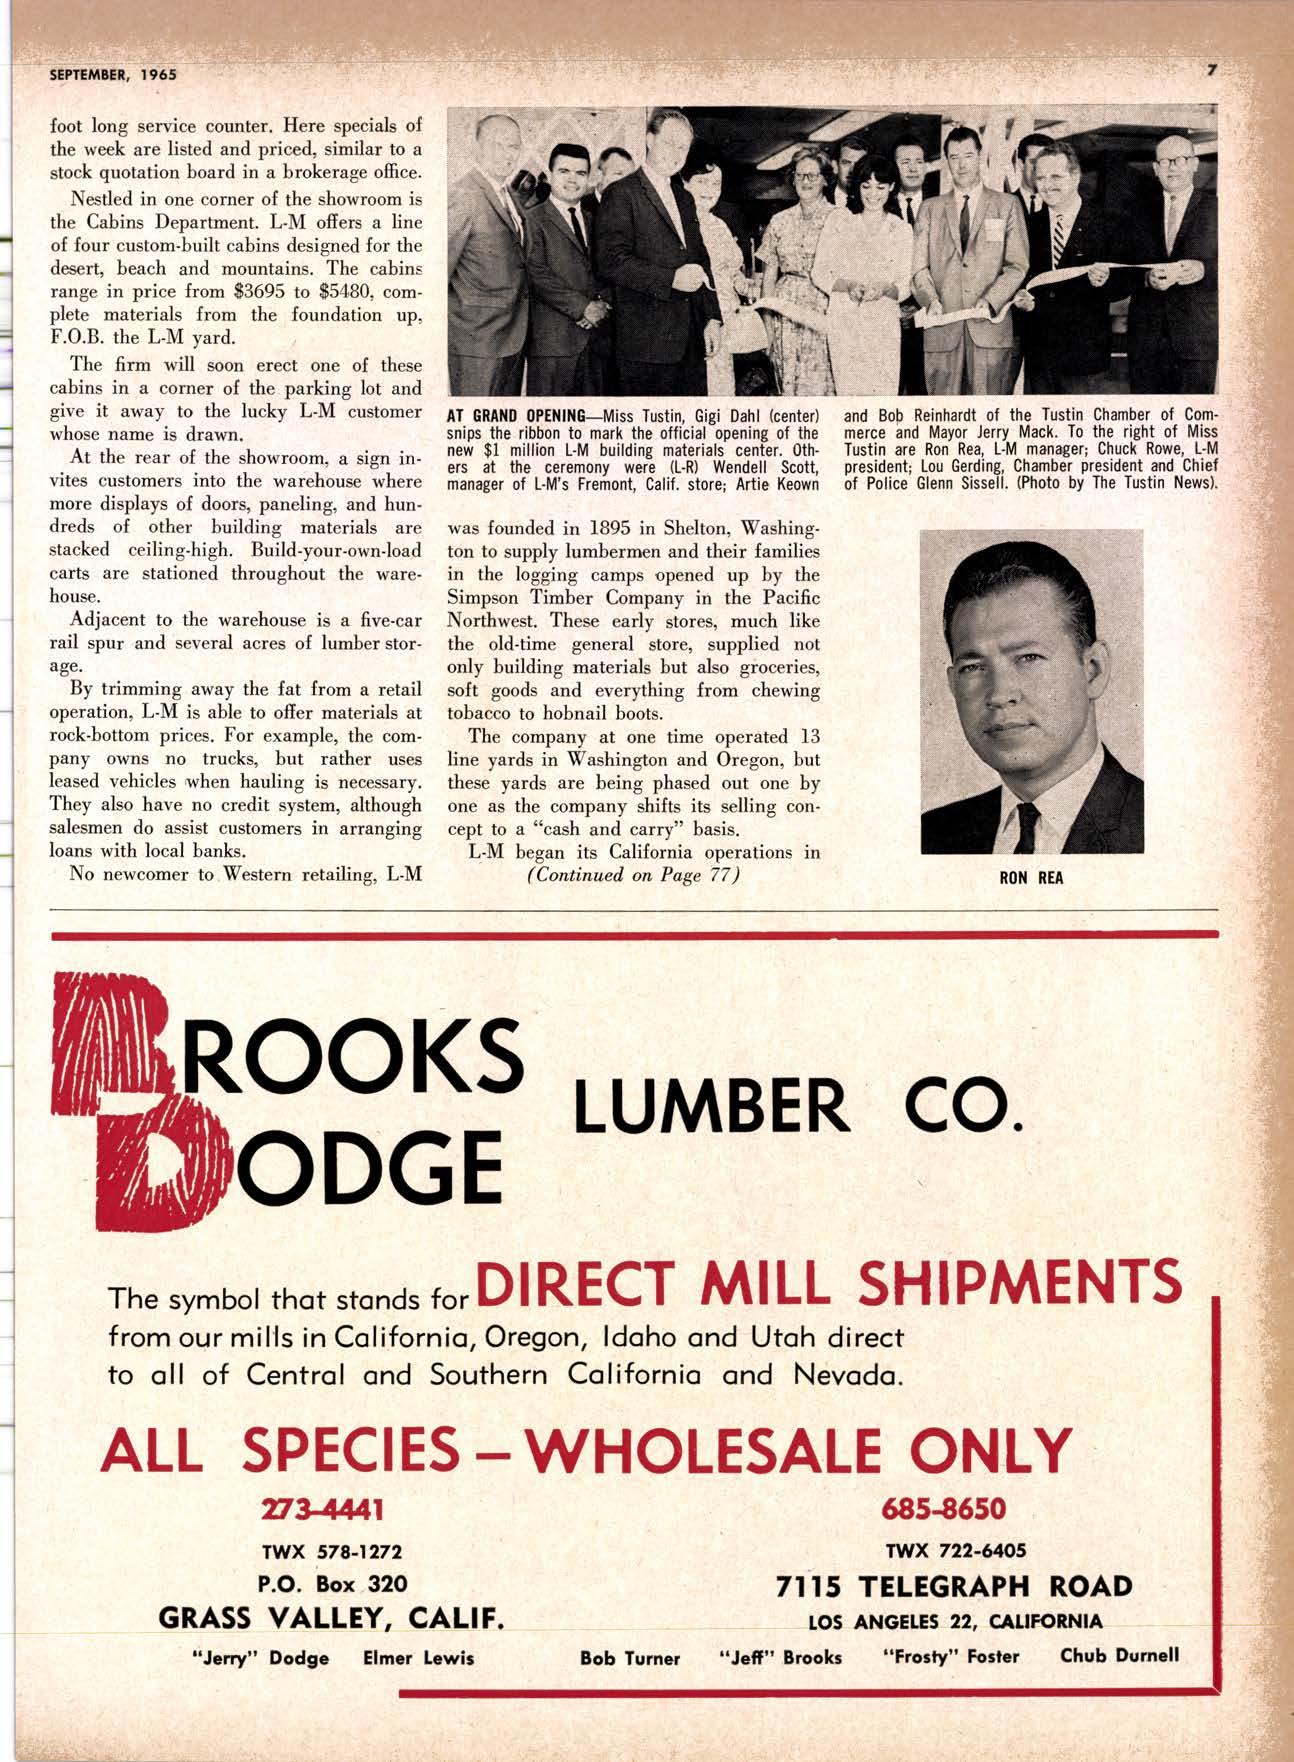 SEPTEMBER, 1965
7
foot long service counter. Here specials of
the week are listed and priced, similar to a
stock quotation board in a brokerage office.
Nestled in one corner of the showroom is
the Cabins Department. L-M offers a line
of four custom-built cabins designed for the
desert, beach and mountains. The cabins
range in price from $3695 to $5480, com-
plete materials from the foundation up,
F.O.B. the L-M yard.
The firm will soon erect one of these
cabins in a corner of the parking lot and
give it away to the lucky L-M customer
whose name is drawn.
At the rear of the showroom, a sign in-
vites customers into the warehouse where
more displays of doors, paneling, and hun-
dreds of other building materials are
stacked ceiling-high. Build-your-own-load
carts are stationed throughout the ware-
house.
Adjacent to the warehouse is a five-car
rail spur and several acres of lumber stor-
age.
By trimming away the fat from a retail
operation, L-M is able to offer materials at
rock-bottom prices. For example, the com-
pany owns no trucks, but rather uses
leased vehicles when hauling is necessary.
They also have no credit system, although
salesmen do assist customers in arranging
loans with local banks.
No newcomer to Western retailing, L-M
AT GRAND OPENING—Miss Tustin, Gigi Dahl (center)
snips the ribbon to mark the official opening of the
new $1 million L-M building materials center. Oth-
ers at the ceremony were (L-R) Wendell Scott,
manager of L-M's Fremont, Calif. store; Artie Keown
and Bob Reinhardt of the Tustin Chamber of Com-
merce and Mayor Jerry Mack. To the right of Miss
Tustin are Ron Rea, L-M manager; Chuck Rowe, L-M
president; Lou Gerding, Chamber president and Chief
of Police Glenn Sissell. (Photo by The Tustin News).
was founded in 1895 in Shelton, Washing-
ton to supply lumbermen and their families
in the logging camps opened up by the
Simpson Timber Company in the Pacific
Northwest. These early stores, much like
the old-time general store, supplied not
only building materials but also groceries,
soft goods and everything from chewing
tobacco to hobnail boots.
The company at one time operated 13
line yards in Washington and Oregon, but
these yards are being phased out one by
one as the company shifts its selling con-
cept to a "cash and carry" basis.
L-M began its California operations in
(Continued on Page 77)
RON REA
BROOKS
DODGE
LUMBER CO.
The symbol that stands for DIRECT MILL SHIPMENTS
from our mills in California, Oregon, Idaho and Utah direct
to all of Central and Southern California and Nevada.
ALL SPECIES – WHOLESALE ONLY
273-4441
TWX 578-1272
P.O. Box 320
GRASS VALLEY, CALIF.
685-8650
TWX 722-6405
7115 TELEGRAPH ROAD
LOS ANGELES 22, CALIFORNIA
"Jerry" Dodge Elmer Lewis Bob Turner "Jeff" Brooks "Frosty" Foster Chub Durnell